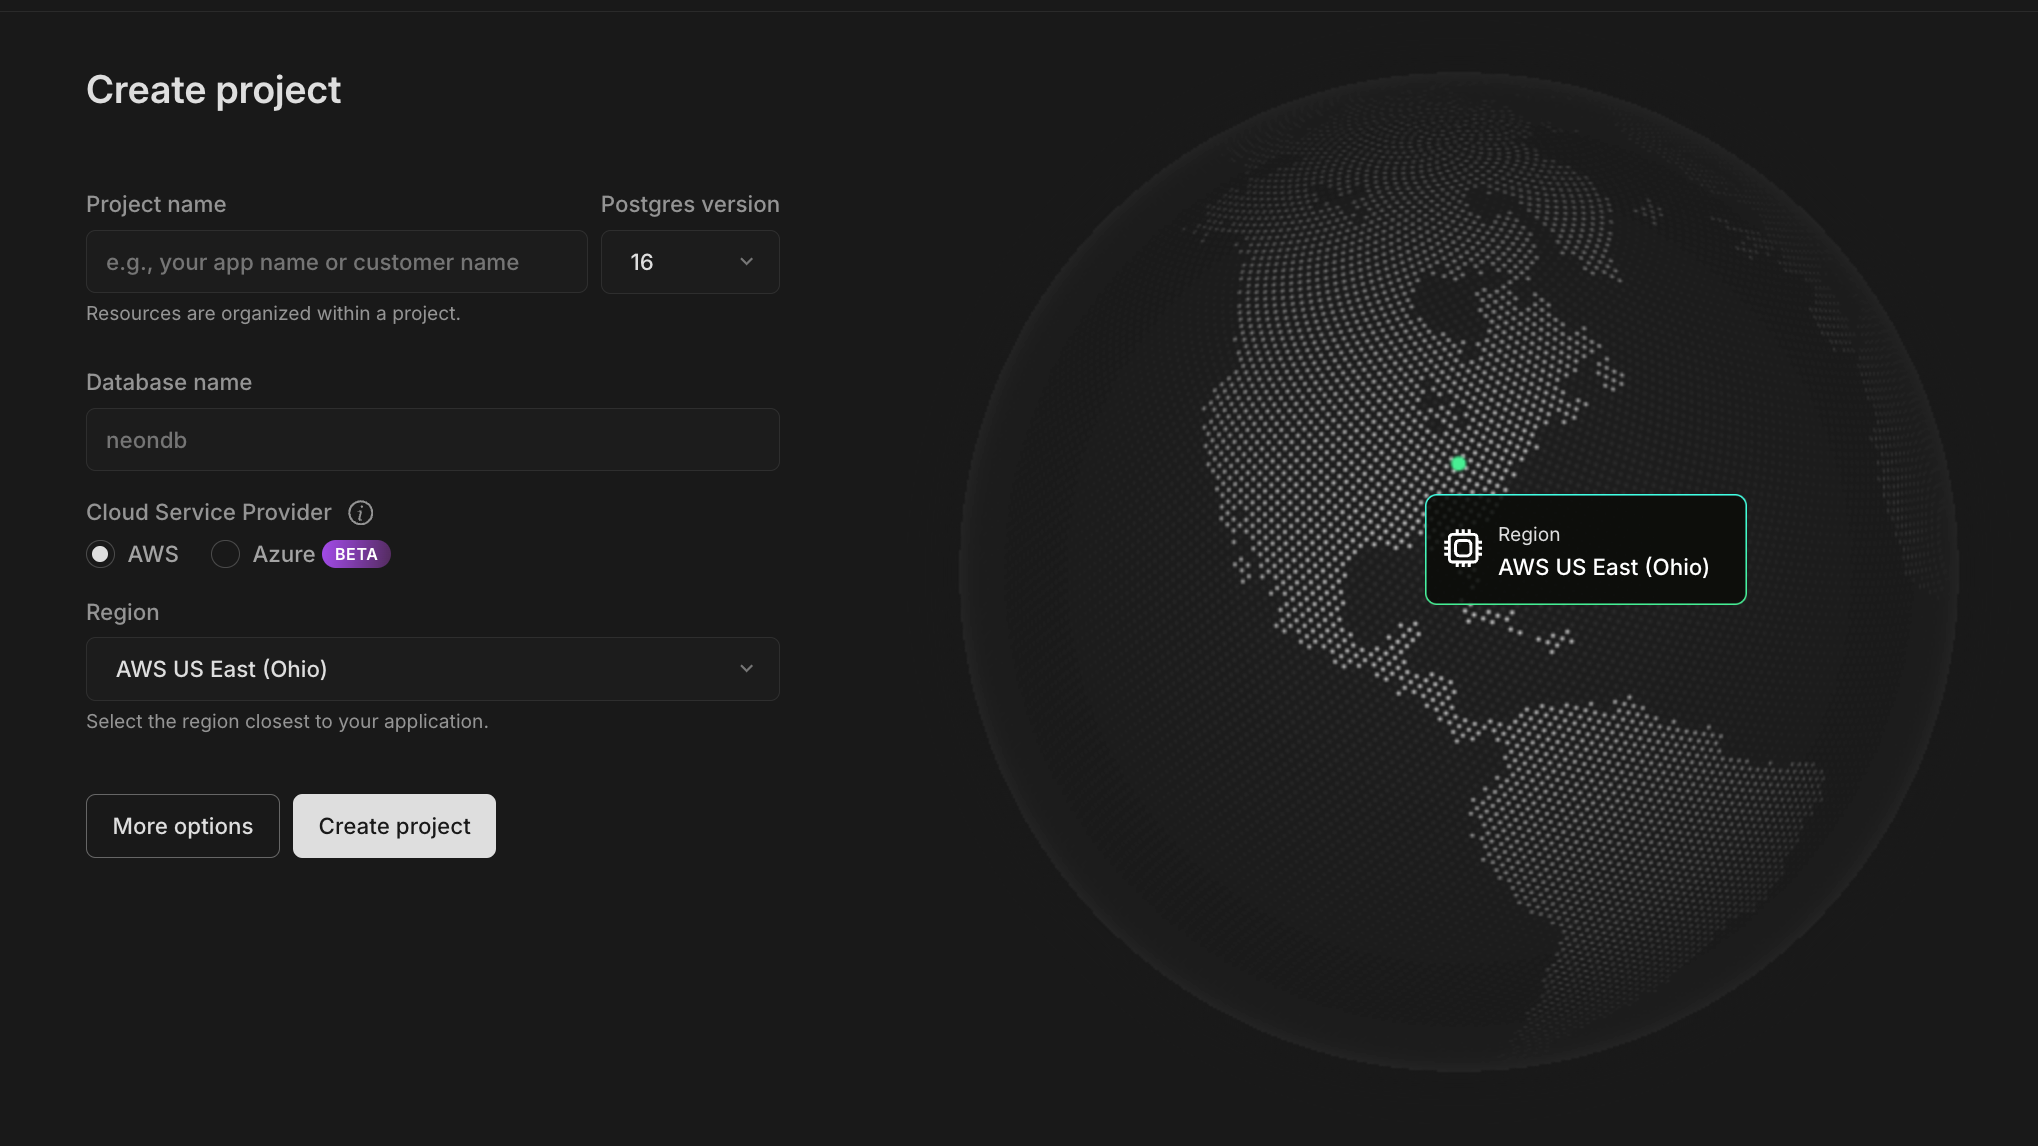 Create project
Project name
Postgres version
e.g., your app name or customer name
16
Resources are organized within a project.
Database name
neondb
Cloud Service Provider
AWS
Azure BETA
Region
AWS US East (Ohio)
Select the region closest to your application.
More options
Create project
Region
AWS US East (Ohio)